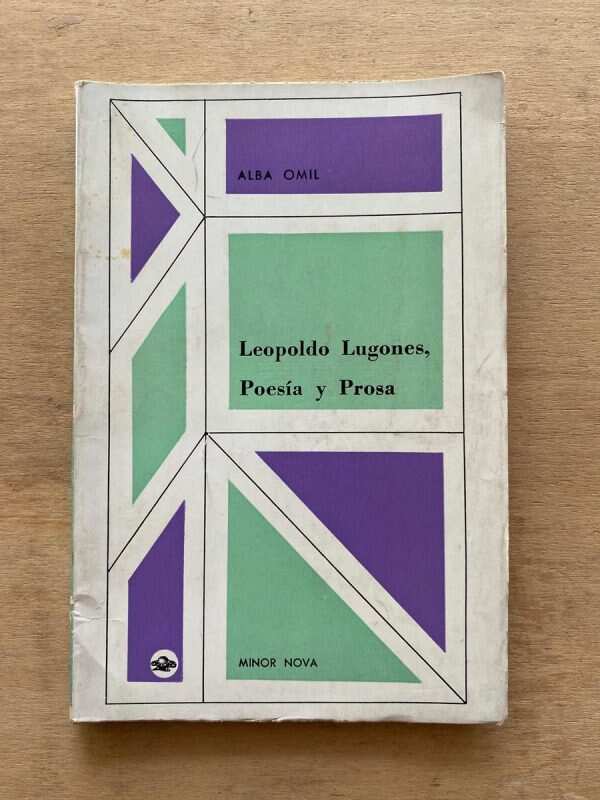 ALBA OMIL
Leopoldo Lugones,
Poesía y Prosa
MINOR NOVA